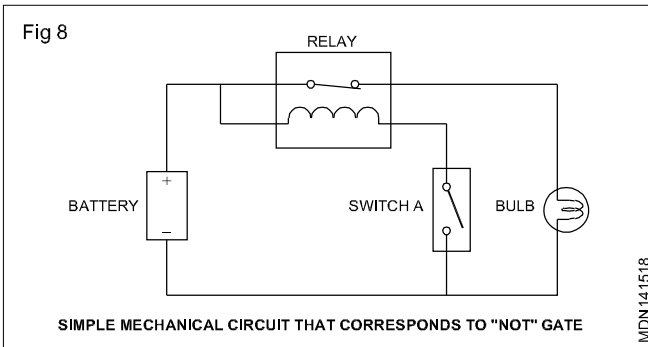 Fig 8
RELAY
+
BATTERY
–
SWITCH A
BULB
SIMPLE MECHANICAL CIRCUIT THAT CORRESPONDS TO "NOT" GATE
MDN141518